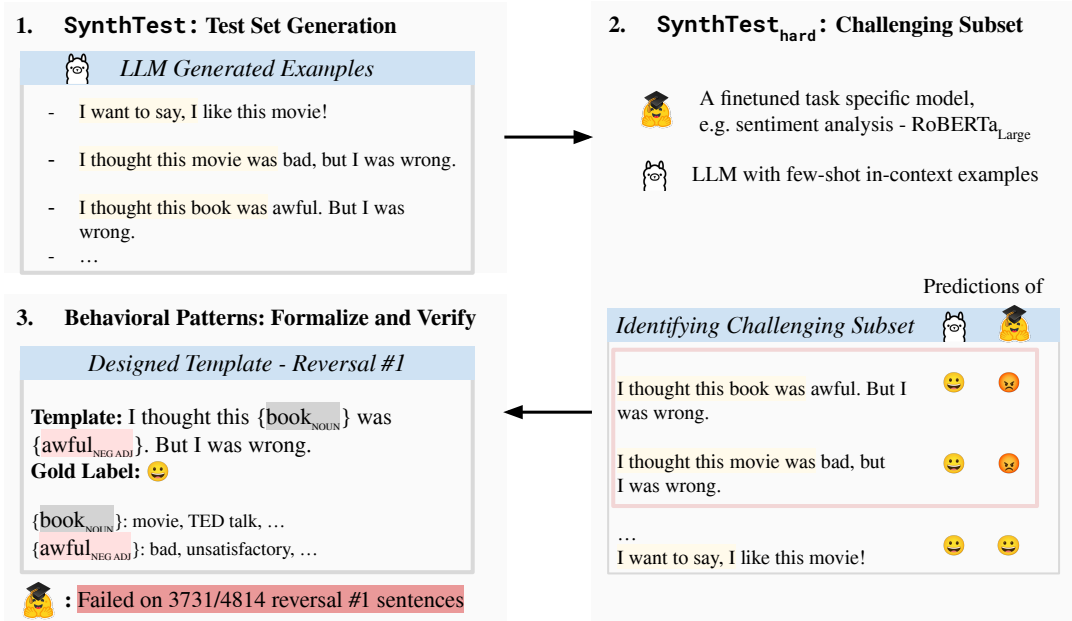 1. SynthTest: Test Set Generation
LLM Generated Examples
- I want to say, I like this movie!
- I thought this movie was bad, but I was wrong.
- I thought this book was awful. But I was
wrong.
- …
2. SynthTest_hard: Challenging Subset
A finetuned task specific model,
e.g. sentiment analysis - RoBERTa_Large
LLM with few-shot in-context examples
Predictions of
Identifying Challenging Subset
I thought this book was awful. But I
was wrong.
I thought this movie was bad, but
I was wrong.
…
I want to say, I like this movie!
3. Behavioral Patterns: Formalize and Verify
Designed Template - Reversal #1
Template: I thought this {book_NOUN} was
{awful_NEG ADJ}. But I was wrong.
Gold Label: 😀
{book_NOUN}: movie, TED talk, …
{awful_NEG ADJ}: bad, unsatisfactory, …
: Failed on 3731/4814 reversal #1 sentences